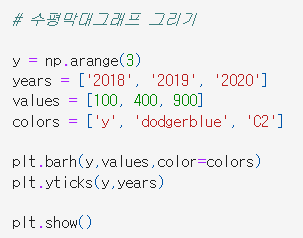 # 수평막대그래프 그리기
y = np.arange(3)
years = ['2018', '2019', '2020']
values = [100, 400, 900]
colors = ['y', 'dodgerblue', 'C2']
plt.barh(y,values,color=colors)
plt.yticks(y,years)
plt.show()